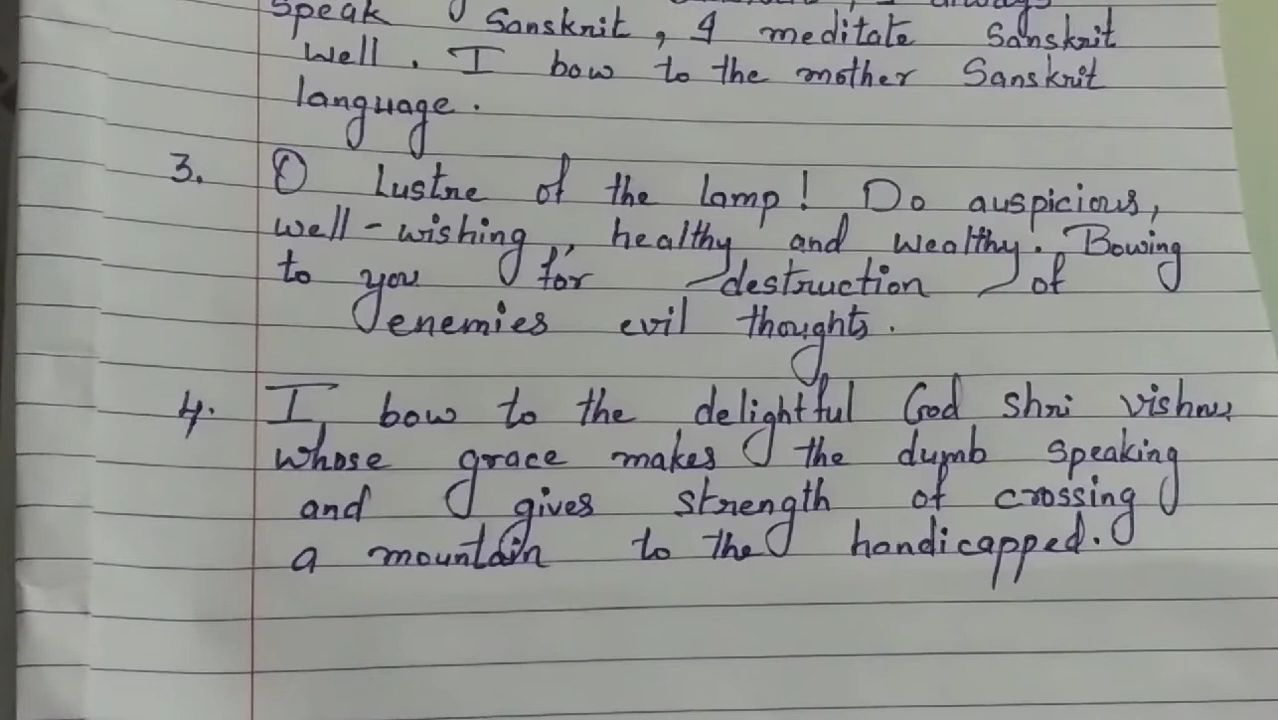 always
speak Sanskrit, I meditate Sanskrit
well. I bow to the mother Sanskrit
language.
3. O Lustre of the lamp! Do auspicious,
well-wishing, healthy and wealthy. Bowing
to you for destruction of
enemies evil thoughts.
4. I bow to the delightful God Shri vishnu
whose grace makes the dumb speaking
and gives strength of crossing
a mountain to the handicapped.